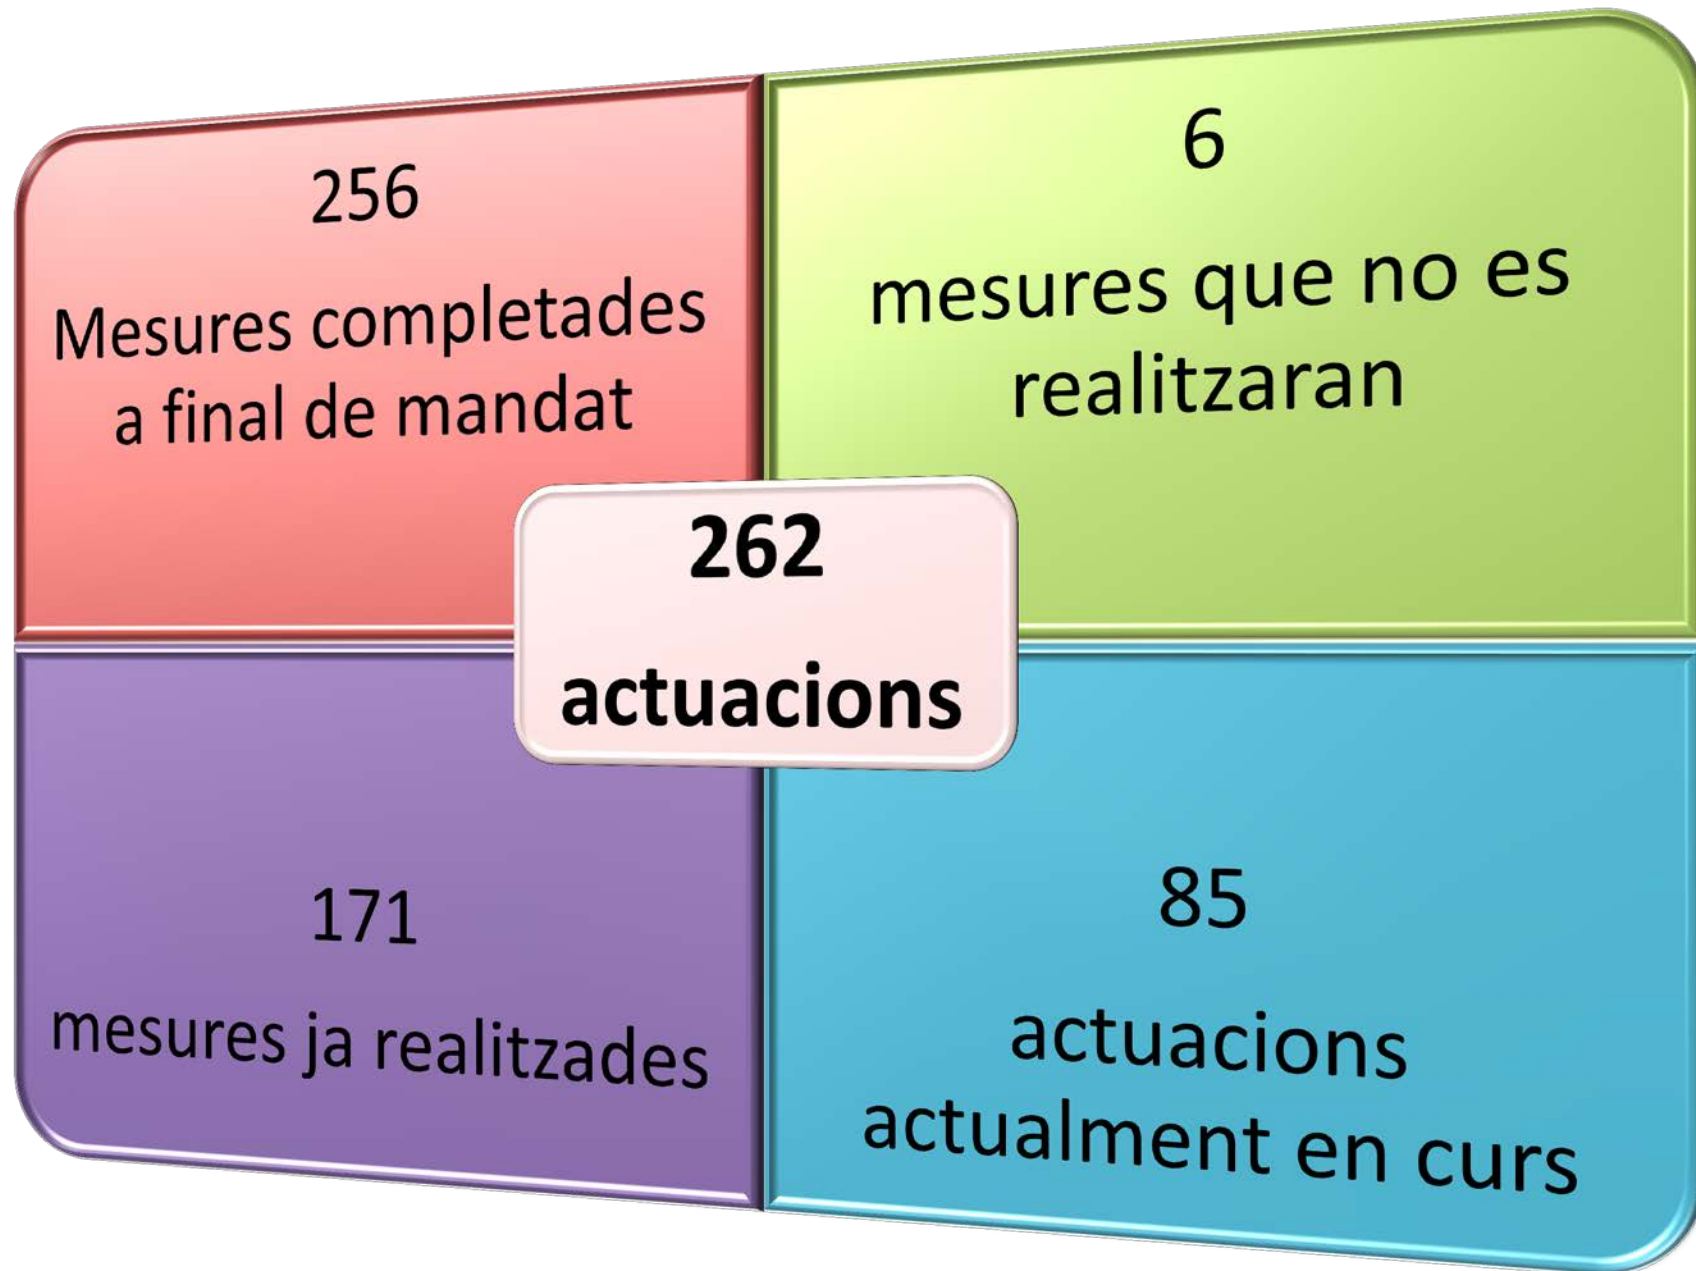 256
Mesures completades
a final de mandat
6
mesures que no es
realitzaran
262
actuacions
171
mesures ja realitzades
85
actuacions
actualment en curs